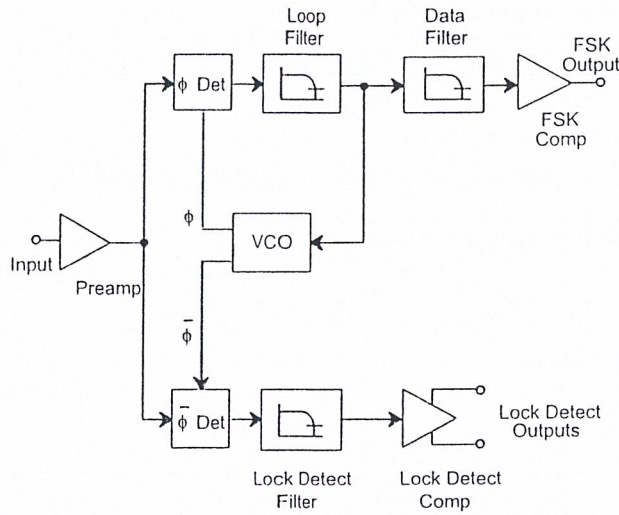 Loop
Filter
Data
Filter
FSK
Output
ϕ Det
FSK
Comp
ϕ
VCO
Input
Preamp
ϕ̅
ϕ̅ Det
Lock Detect
Outputs
Lock Detect
Filter
Lock Detect
Comp